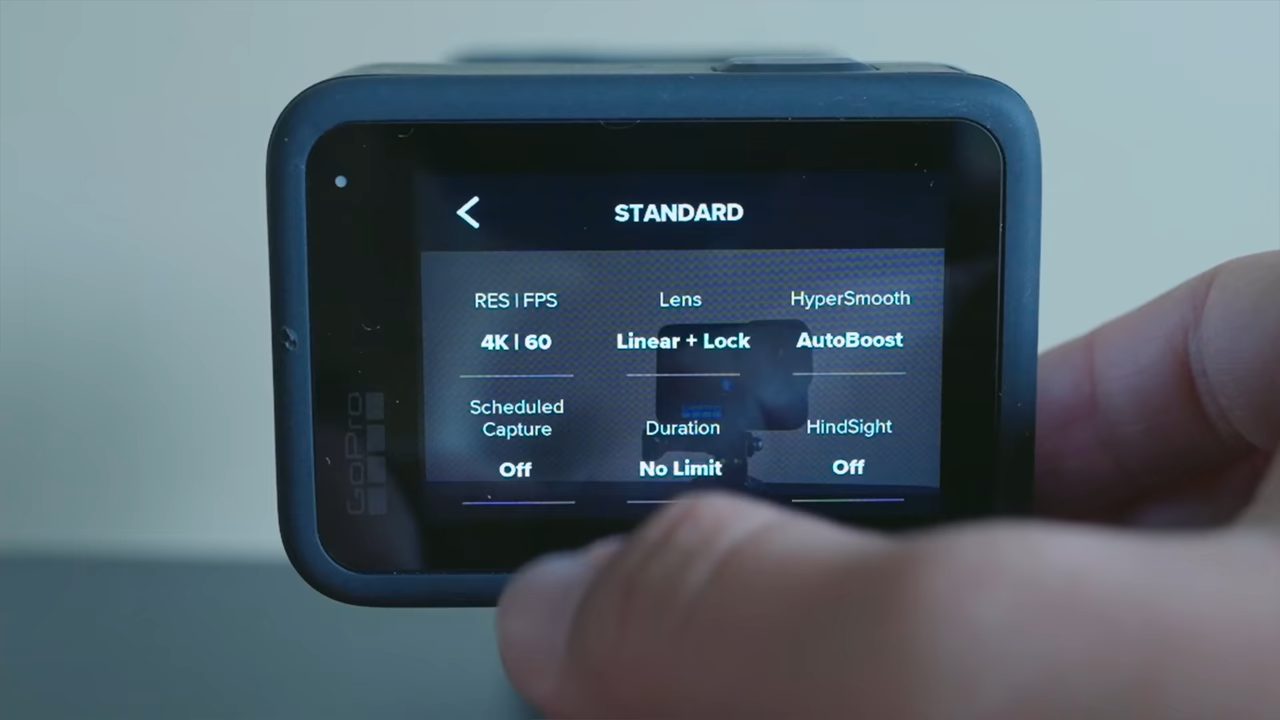 STANDARD
RES | FPS
4K | 60
Lens
Linear + Lock
HyperSmooth
AutoBoost
Scheduled
Capture
Off
Duration
No Limit
HindSight
Off
GoPro